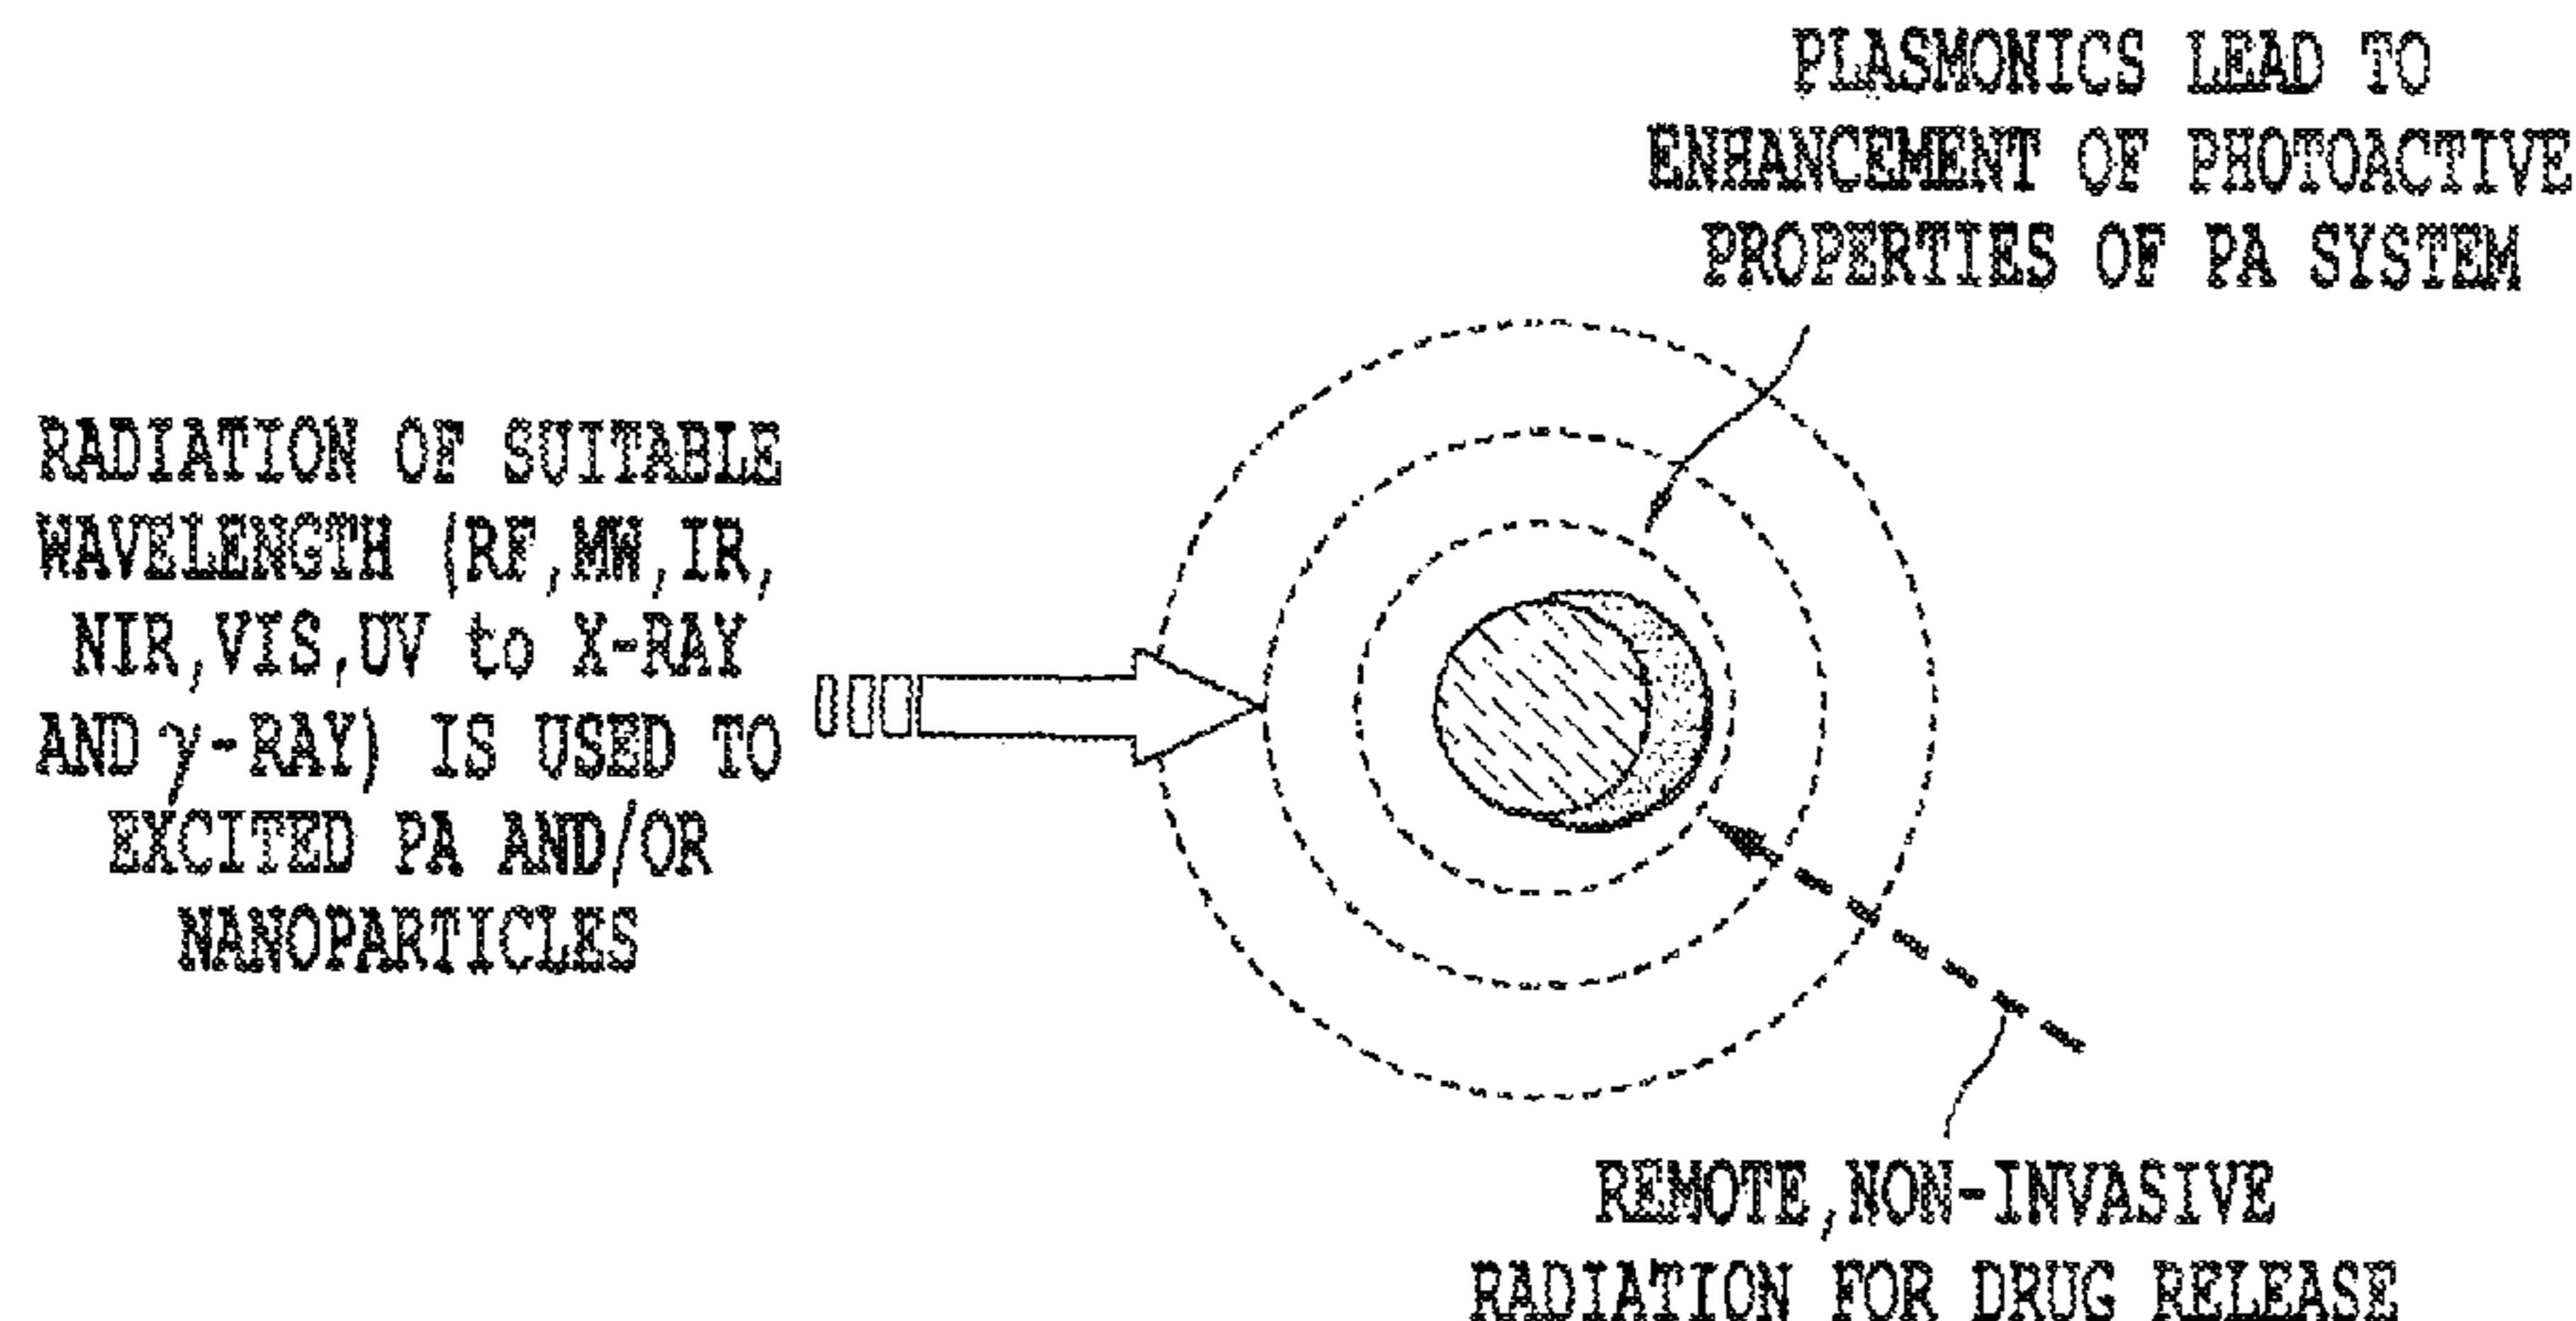 PLASMONICS LEAD TO
ENHANCEMENT OF PHOTOACTIVE
PROPERTIES OF PA SYSTEM
RADIATION OF SUITABLE
WAVELENGTH (RF,MW,IR,
NIR,VIS,UV to X-RAY
AND γ-RAY) IS USED TO
EXCITED PA AND/OR
NANOPARTICLES
REMOTE,NON-INVASIVE
RADIATION FOR DRUG RELEASE